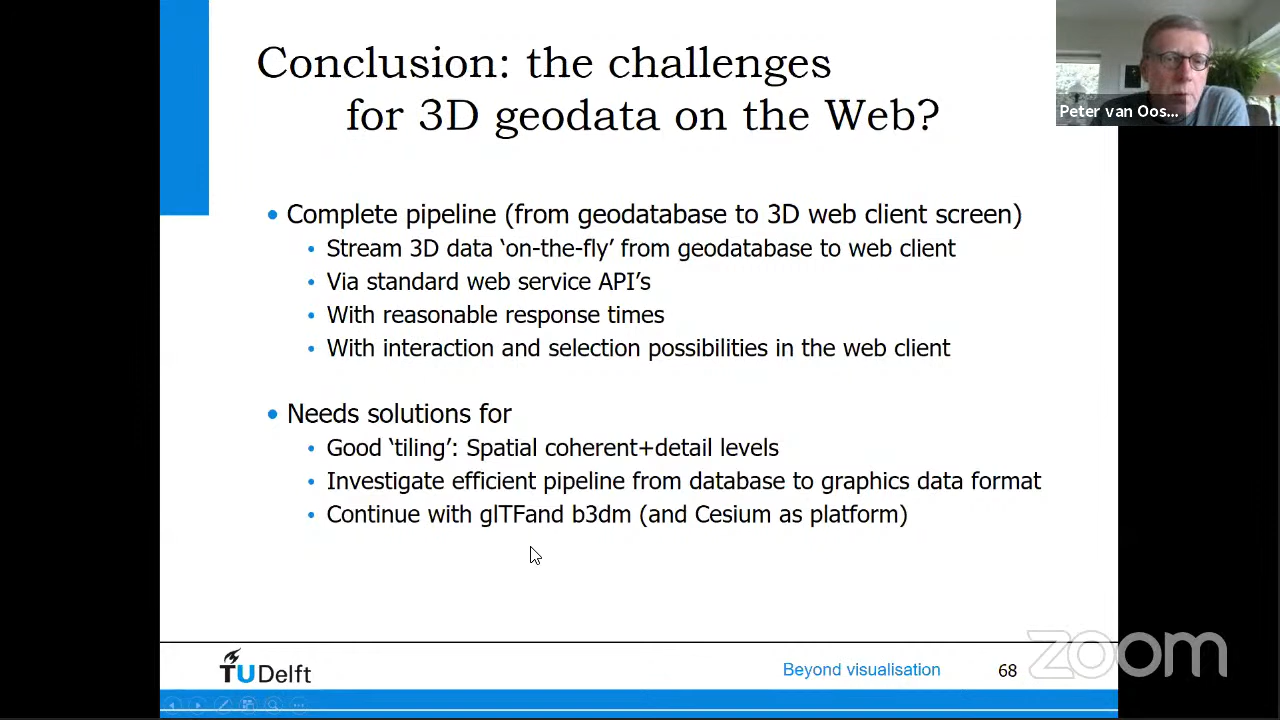 Conclusion: the challenges
for 3D geodata on the Web?
Peter van Oos...
• Complete pipeline (from geodatabase to 3D web client screen)
• Stream 3D data ‘on-the-fly’ from geodatabase to web client
• Via standard web service API’s
• With reasonable response times
• With interaction and selection possibilities in the web client
• Needs solutions for
• Good ‘tiling’: Spatial coherent+detail levels
• Investigate efficient pipeline from database to graphics data format
• Continue with glTFand b3dm (and Cesium as platform)
TUDelft
Beyond visualisation
68
zoom